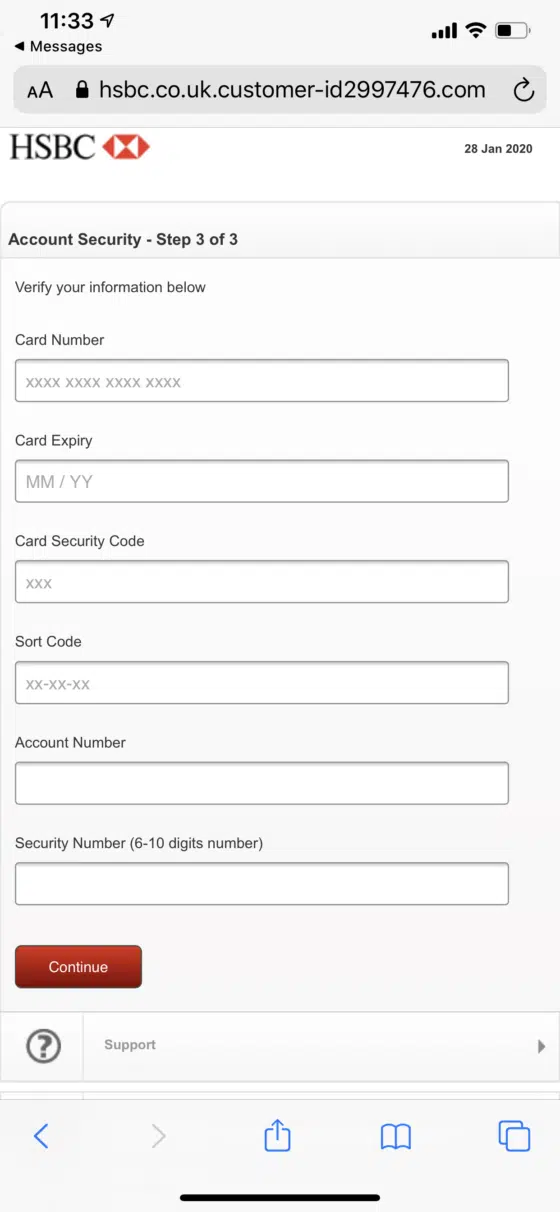 11:33
Messages
AA hsbc.co.uk.customer-id2997476.com
HSBC
28 Jan 2020
Account Security - Step 3 of 3
Verify your information below
Card Number
xxxx xxxx xxxx xxxx
Card Expiry
MM / YY
Card Security Code
xxx
Sort Code
xx-xx-xx
Account Number
Security Number (6-10 digits number)
Continue
?
Support